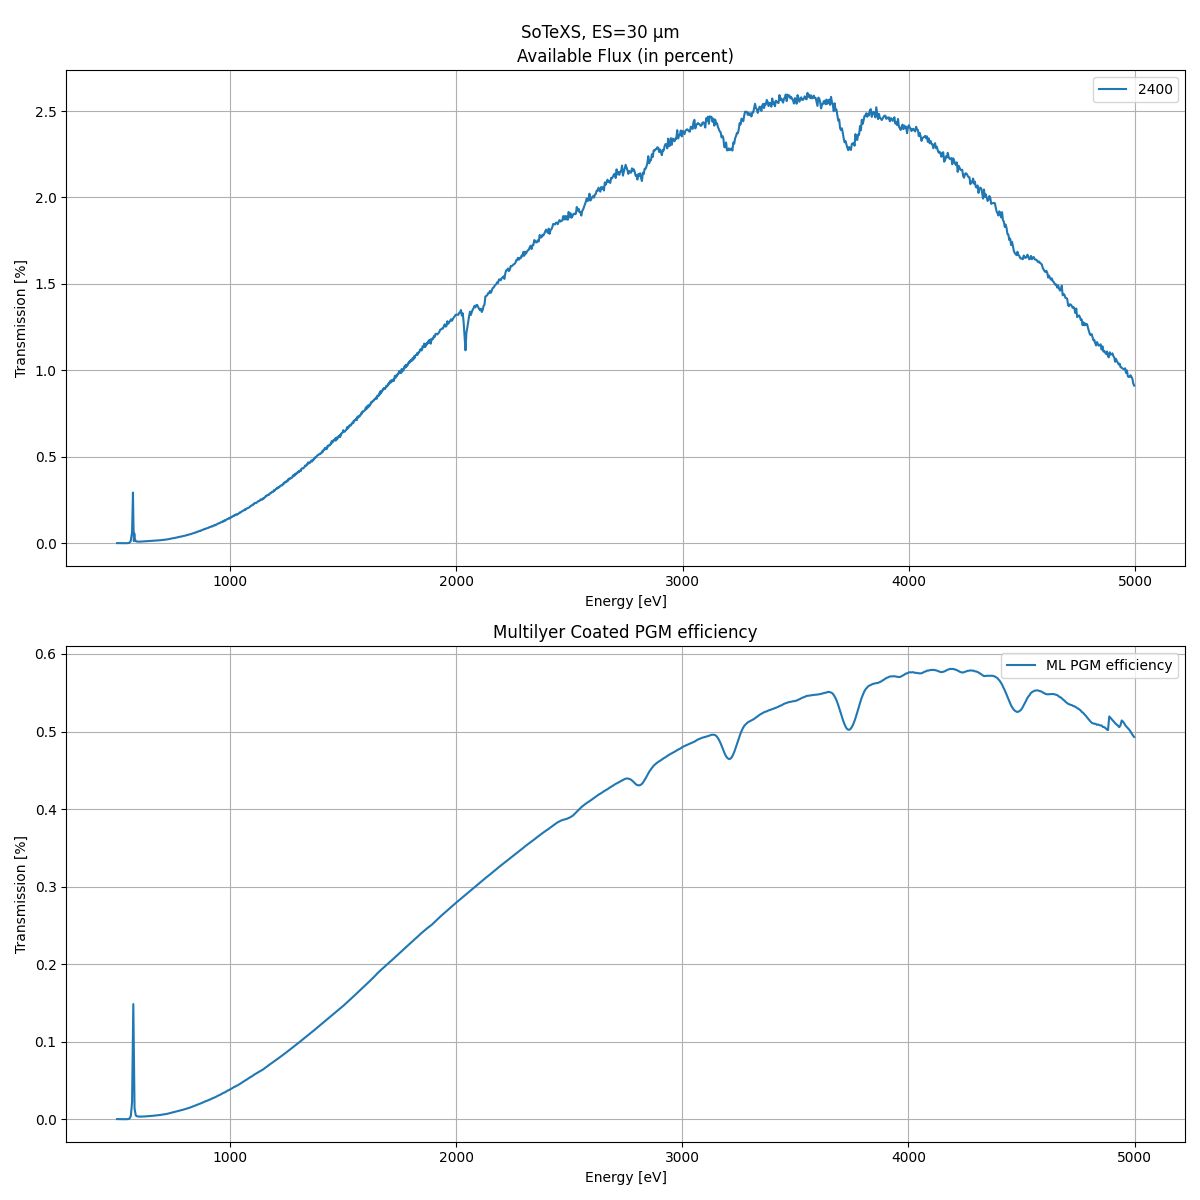 SoTeXS, ES=30 μm
Available Flux (in percent)
2400
Transmission [%]
2.5
2.0
1.5
1.0
0.5
0.0
1000 2000 3000 4000 5000
Energy [eV]
Multilyer Coated PGM efficiency
ML PGM efficiency
Transmission [%]
0.6
0.5
0.4
0.3
0.2
0.1
0.0
1000 2000 3000 4000 5000
Energy [eV]